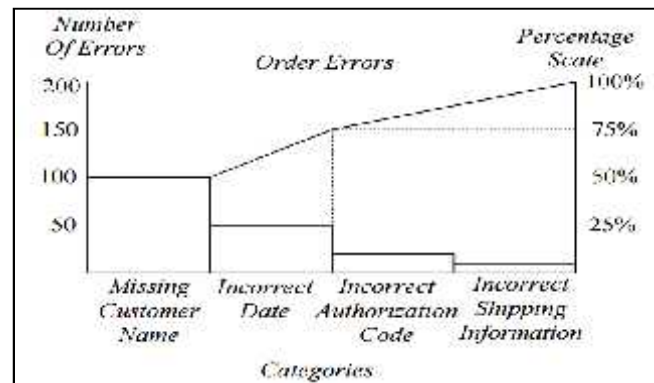 Number
Of Errors
Order Errors
Percentage
Scale
200
150
100
50
100%
75%
50%
25%
Missing
Customer
Name
Incorrect
Date
Incorrect
Authorization
Code
Incorrect
Shipping
Information
Categories